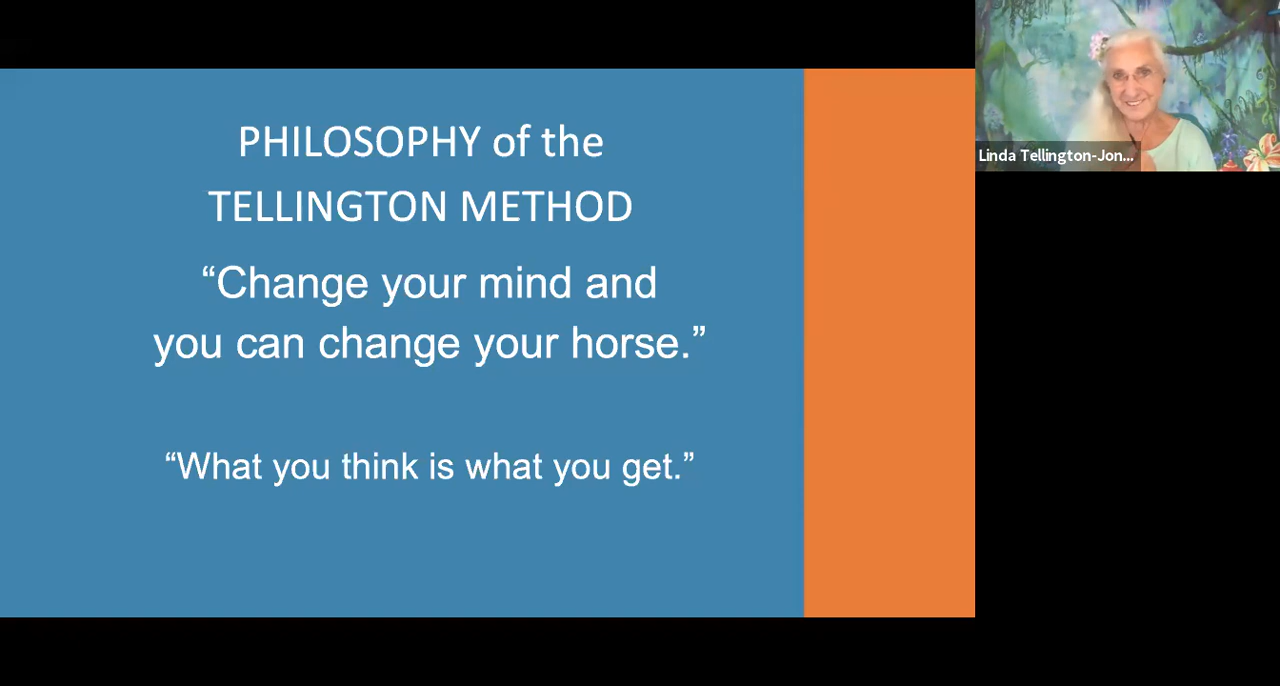 PHILOSOPHY of the
TELLINGTON METHOD
“Change your mind and
you can change your horse.”
“What you think is what you get.”
Linda Tellington-Jon...